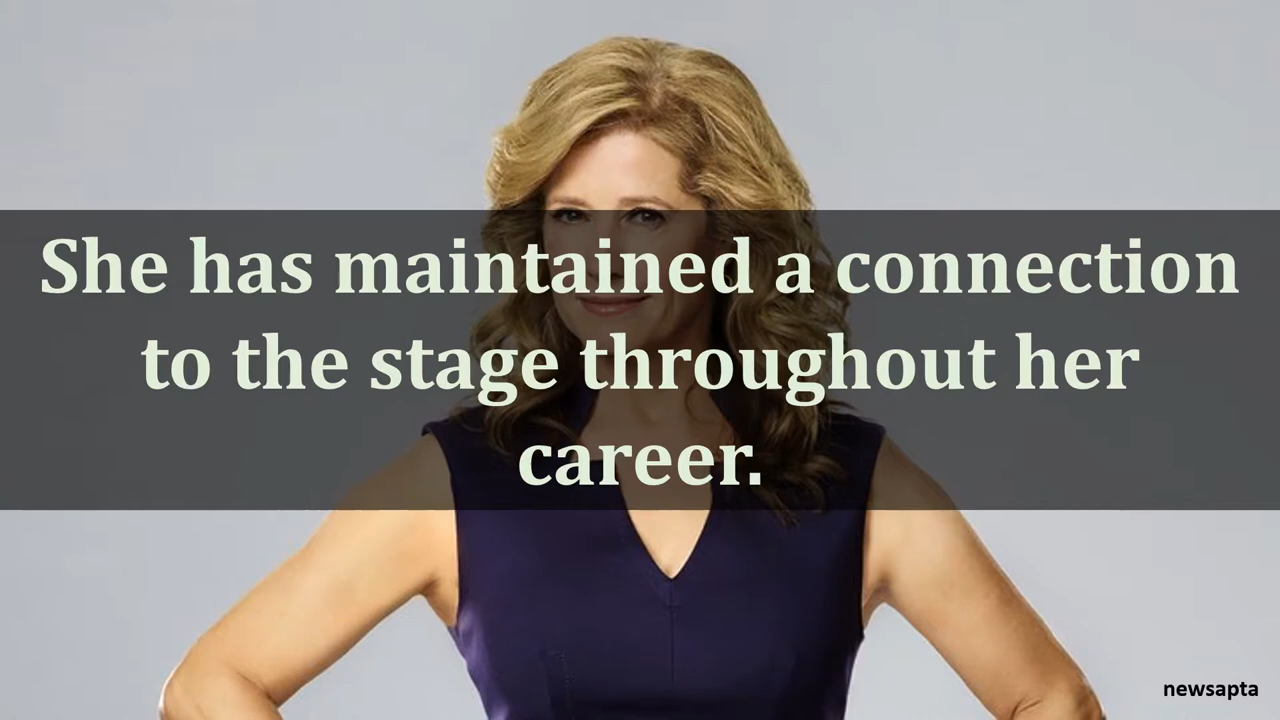 She has maintained a connection
to the stage throughout her
career.
newsapta